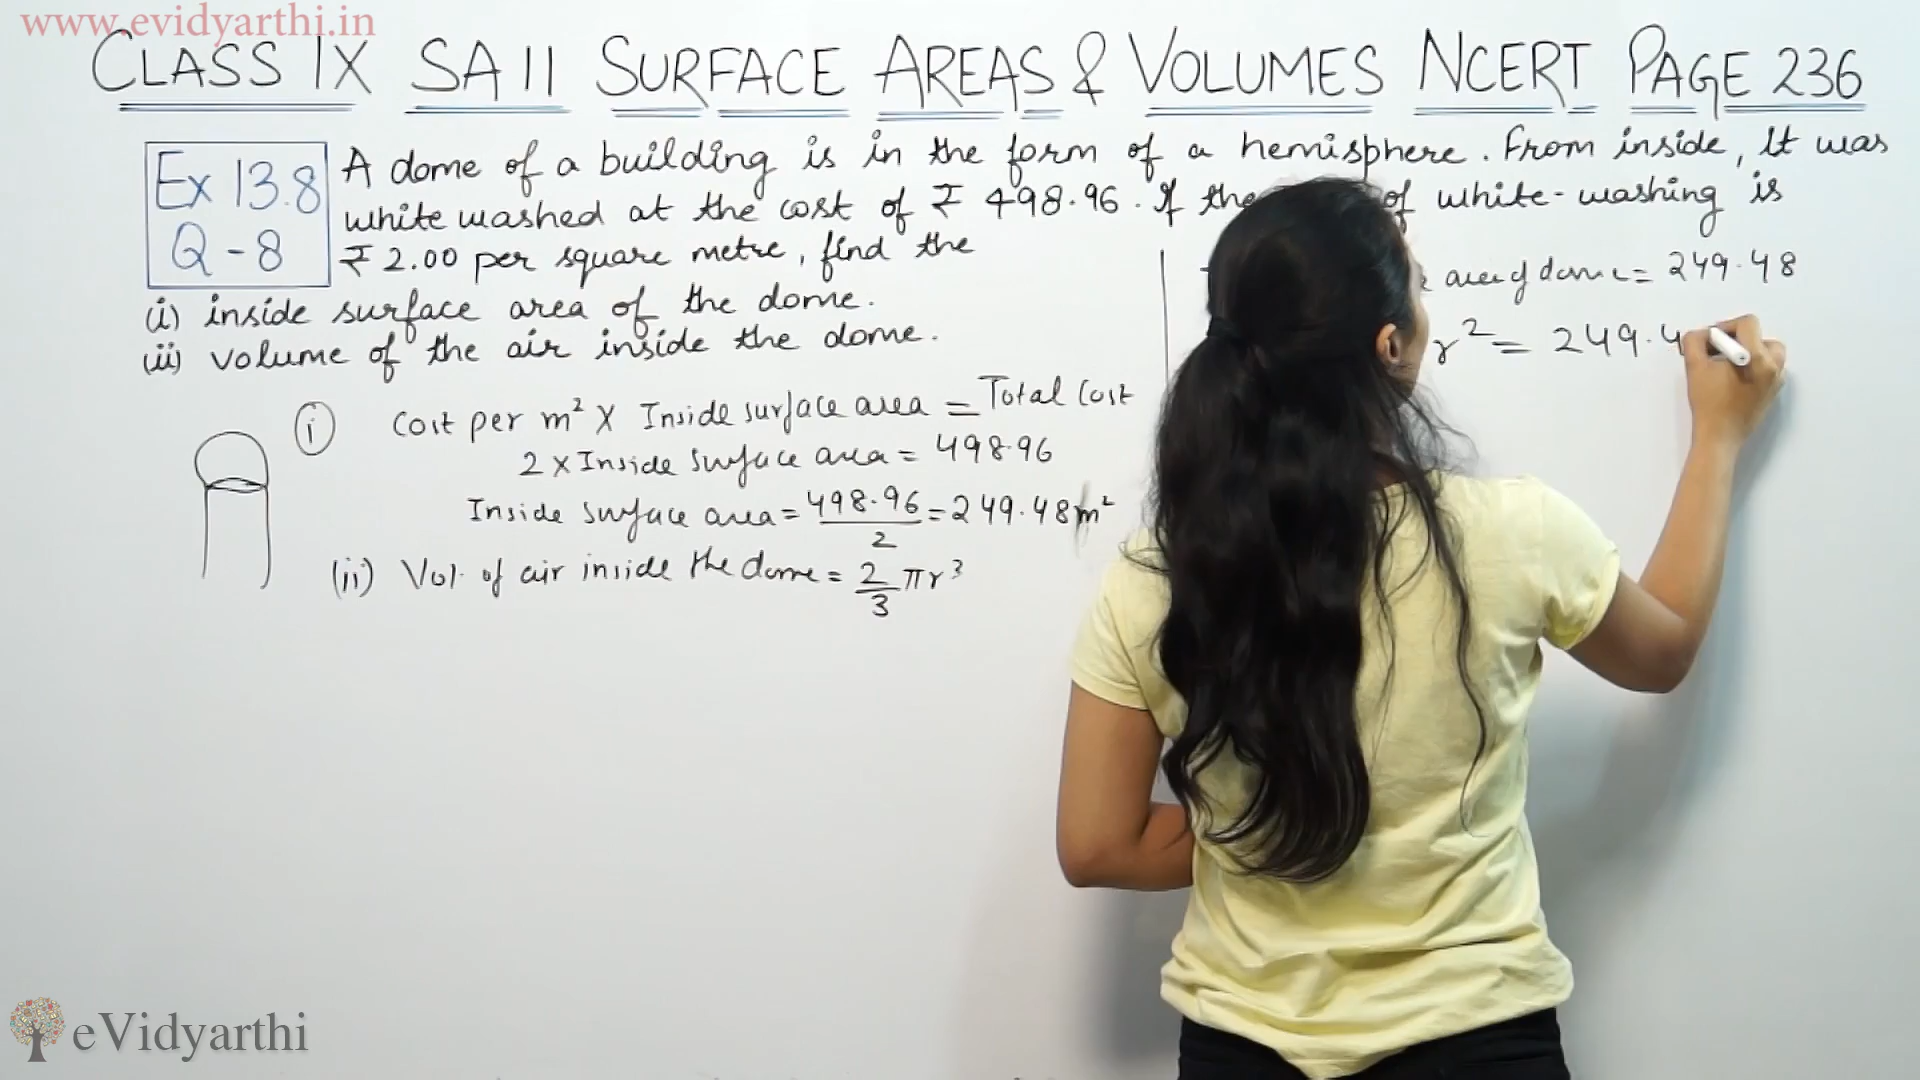 www.evidyarthi.in
CLASS IX SA II SURFACE AREAS & VOLUMES NCERT PAGE 236
Ex 13.8
Q - 8
A dome of a building is in the form of a hemisphere. From inside, It was
white washed at the cost of ₹ 498.96. If the of white-washing is
₹ 2.00 per square metre, find the
(i) inside surface area of the dome.
(ii) volume of the air inside the dome.
(i) Cost per m² X Inside surface area = Total Cost
2 X Inside surface area = 498.96
Inside surface area = 498.96/2 = 249.48 m²
(ii) Vol. of air inside the dome = 2/3 πr³
area of dome = 249.48
r² = 249.4
eVidyarthi